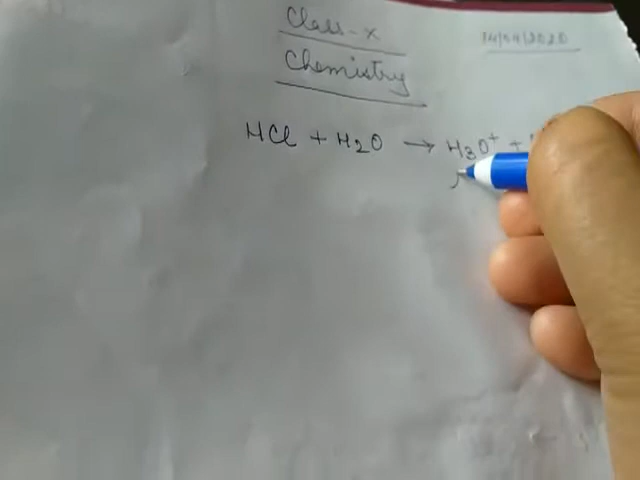 Class-X
14/04/2020
Chemistry
HCl + H2O → H3O+ +